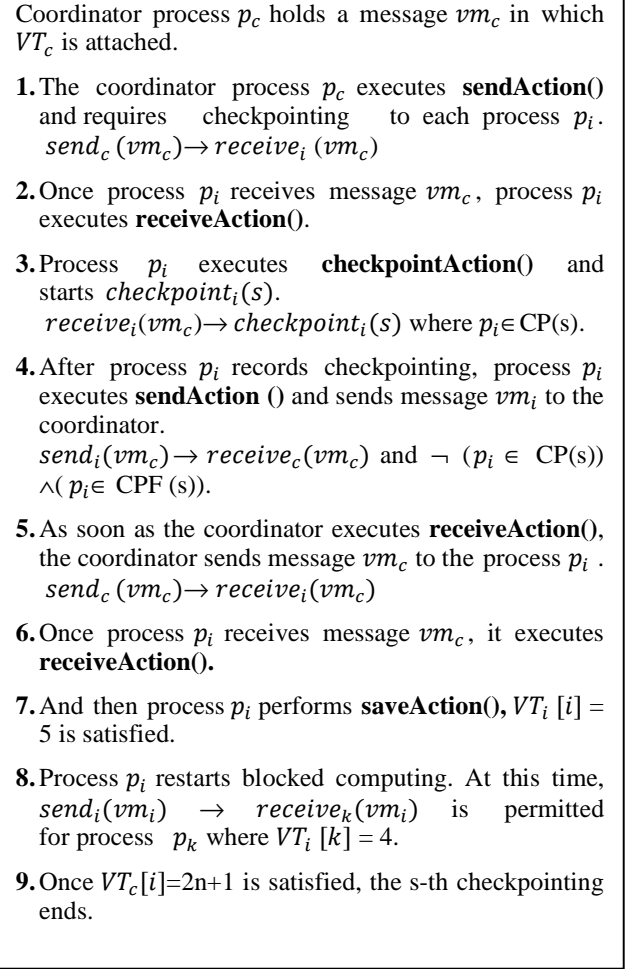 Coordinator process p_c holds a message vm_c in which
VT_c is attached.
1. The coordinator process p_c executes sendAction()
and requires checkpointing to each process p_i.
send_c (vm_c)→ receive_i (vm_c)
2. Once process p_i receives message vm_c, process p_i
executes receiveAction().
3. Process p_i executes checkpointAction() and
starts checkpoint_i(s).
receive_i(vm_c)→ checkpoint_i(s) where p_i∈ CP(s).
4. After process p_i records checkpointing, process p_i
executes sendAction () and sends message vm_i to the
coordinator.
send_i(vm_c)→ receive_c(vm_c) and ¬ (p_i ∈ CP(s))
∧( p_i∈ CPF (s)).
5. As soon as the coordinator executes receiveAction(),
the coordinator sends message vm_c to the process p_i .
send_c (vm_c)→ receive_i(vm_c)
6. Once process p_i receives message vm_c, it executes
receiveAction().
7. And then process p_i performs saveAction(), VT_i [i] =
5 is satisfied.
8. Process p_i restarts blocked computing. At this time,
send_i(vm_i) → receive_k(vm_i) is permitted
for process p_k where VT_i [k] = 4.
9. Once VT_c[i]=2n+1 is satisfied, the s-th checkpointing
ends.